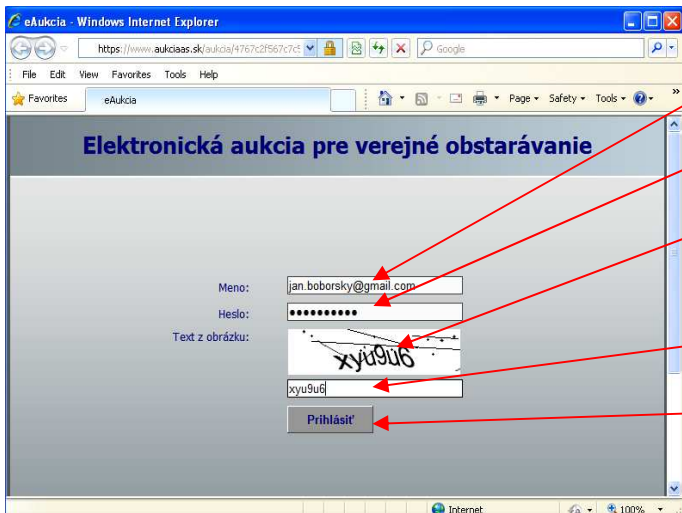 eAukcia - Windows Internet Explorer
https://www.aukciaas.sk/aukcia/4767c2f567c7c5
Google
File Edit View Favorites Tools Help
Favorites eAukcia Page Safety Tools »
Elektronická aukcia pre verejné obstarávanie
Meno: jan.boborsky@gmail.com
Heslo: ••••••••••
Text z obrázku: xyu9u6
xyu9u6
Prihlásiť
Internet 100%